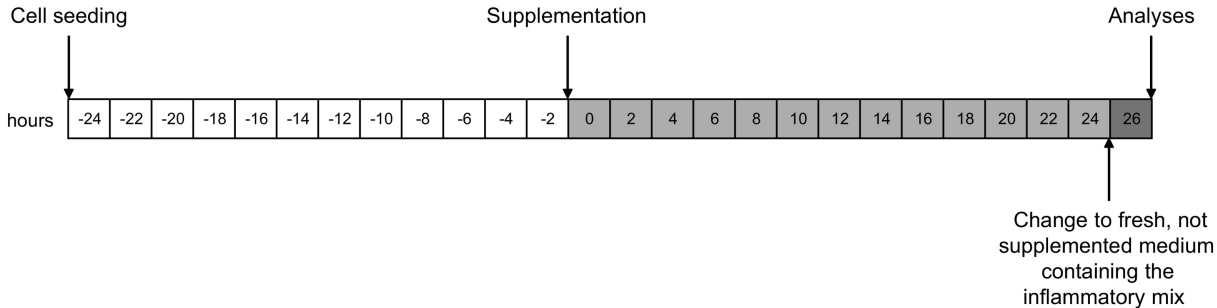 Cell seeding
Supplementation
Analyses
hours -24 -22 -20 -18 -16 -14 -12 -10 -8 -6 -4 -2 0 2 4 6 8 10 12 14 16 18 20 22 24 26
Change to fresh, not
supplemented medium
containing the
inflammatory mix